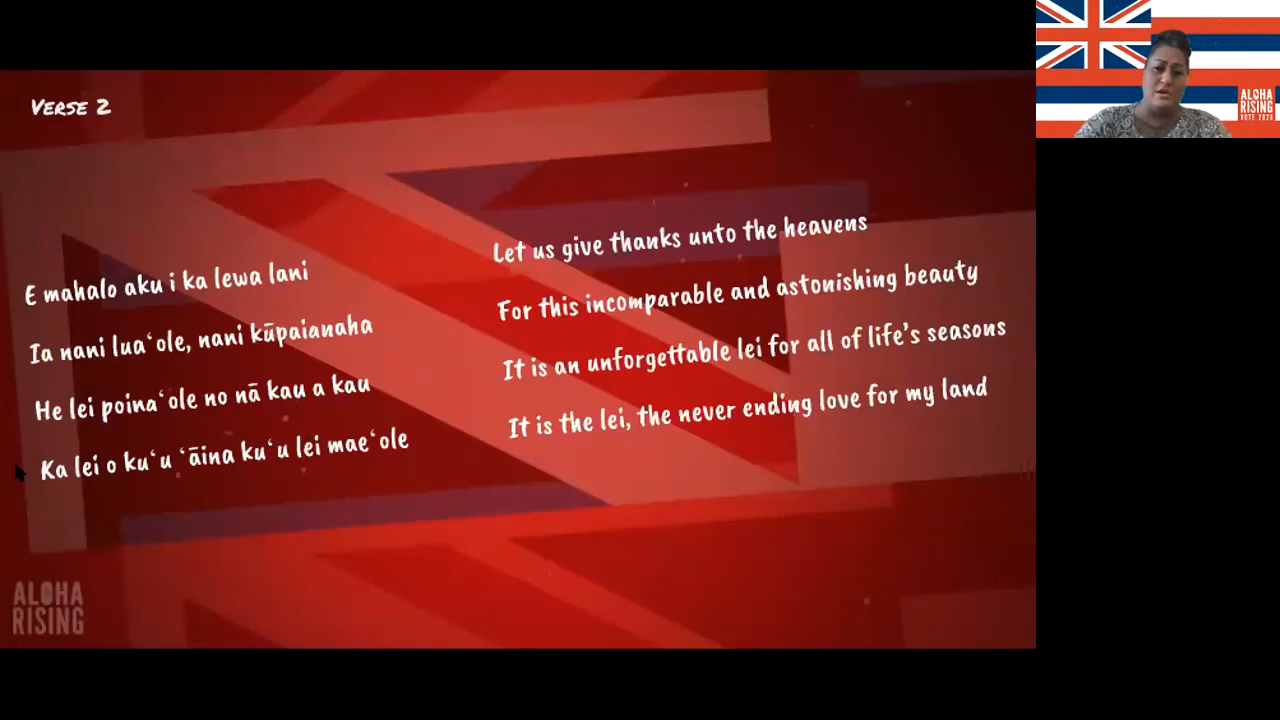 VERSE 2
E mahalo aku i ka lewa lani
Ia nani luaʻole, nani kūpaianaha
He lei poinaʻole no nā kau a kau
Ka lei o kuʻu ʻāina kuʻu lei maeʻole
Let us give thanks unto the heavens
For this incomparable and astonishing beauty
It is an unforgettable lei for all of life's seasons
It is the lei, the never ending love for my land
ALOHA
RISING
ALOHA
RISING
VOTE 2020